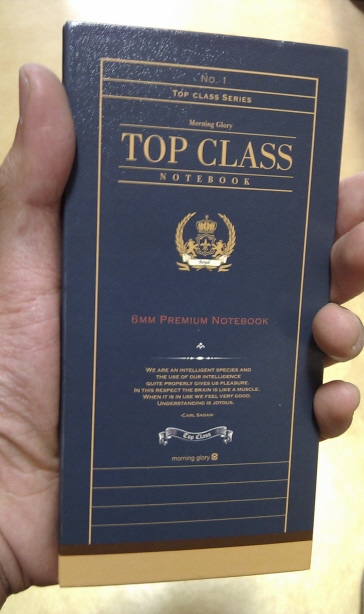 No. 1
TOP CLASS SERIES
Morning Glory
TOP CLASS
NOTEBOOK
Royal
6MM PREMIUM NOTEBOOK
WE ARE AN INTELLIGENT SPECIES AND
THE USE OF OUR INTELLIGENCE
QUITE PROPERLY GIVES US PLEASURE.
IN THIS RESPECT THE BRAIN IS LIKE A MUSCLE.
WHEN IT IS IN USE WE FEEL VERY GOOD.
UNDERSTANDING IS JOYOUS.
-CARL SAGAN
Top Class
morning glory